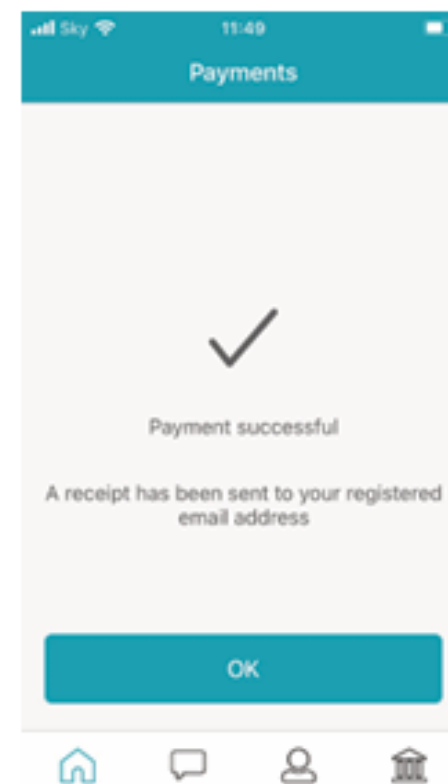 Sky 11:49
Payments
Payment successful
A receipt has been sent to your registered
email address
OK